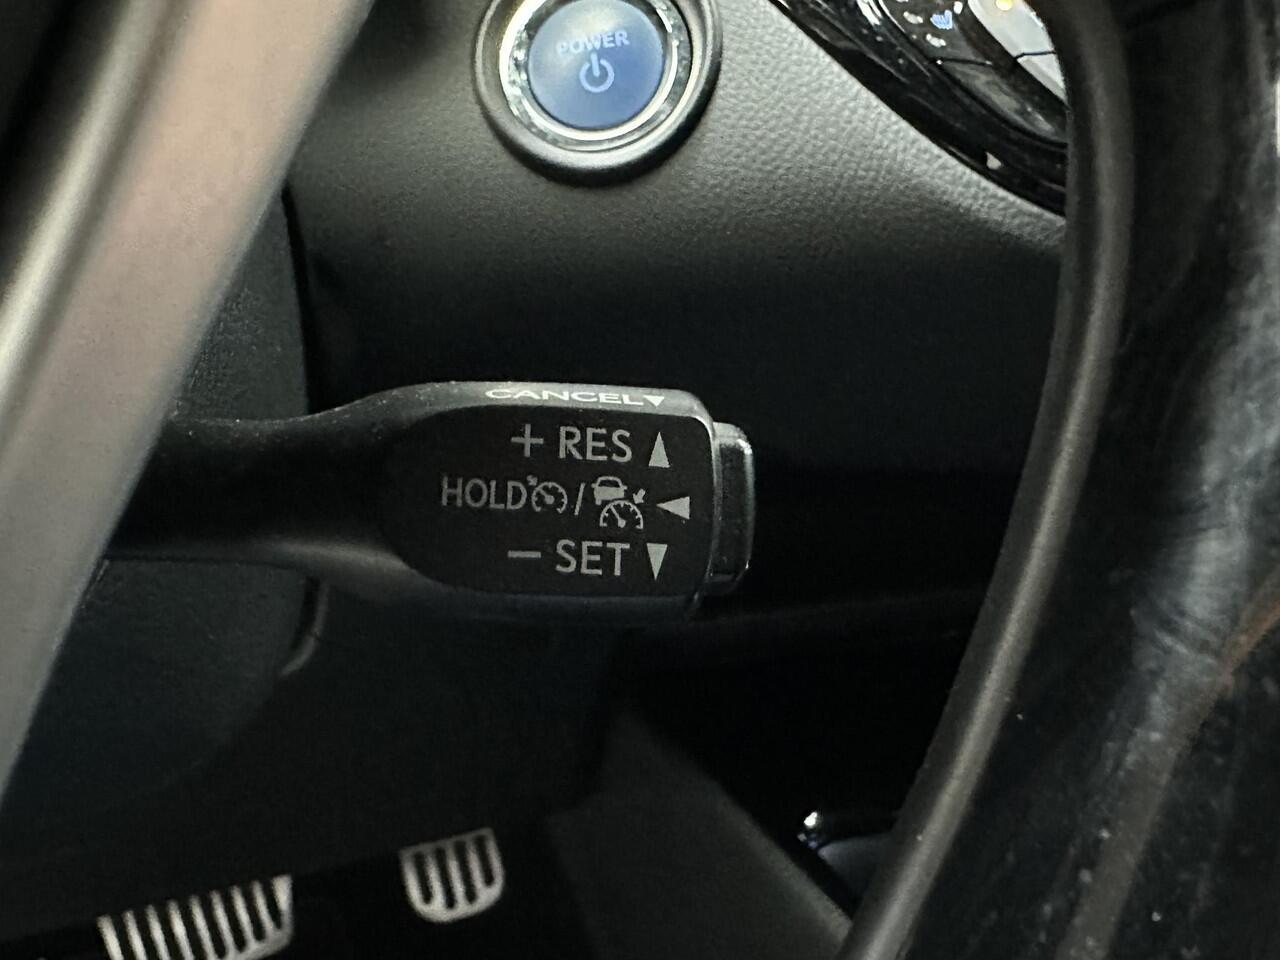 POWER
CANCEL▼
+ RES ▲
HOLD / ◀
− SET ▼